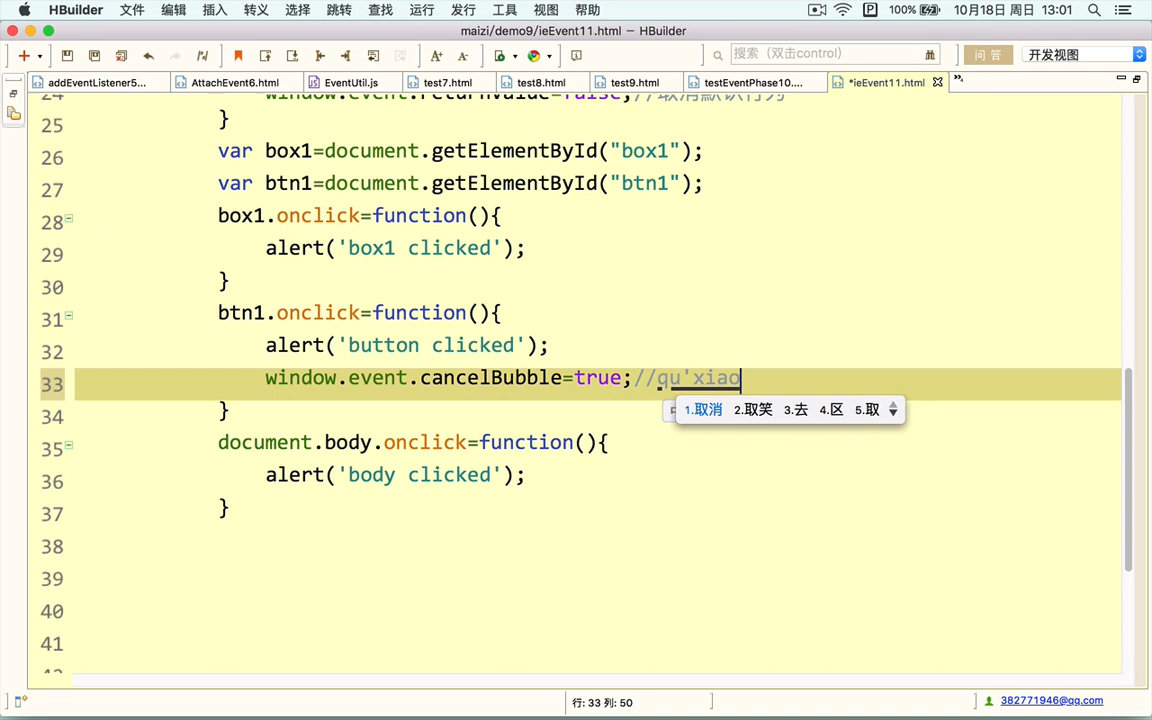 HBuilder 文件 编辑 插入 转义 选择 跳转 查找 运行 发行 工具 视图 帮助 100% 10月18日 周日 13:01
maizi/demo9/ieEvent11.html — HBuilder
搜索 (双击control) 问 答 开发视图
addEventListener5... AttachEvent6.html EventUtil.js test7.html test8.html test9.html testEventPhase10.... *ieEvent11.html
24 window.event.returnValue=false;//取消默认行为
25 }
26 var box1=document.getElementById("box1");
27 var btn1=document.getElementById("btn1");
28 box1.onclick=function(){
29 alert('box1 clicked');
30 }
31 btn1.onclick=function(){
32 alert('button clicked');
33 window.event.cancelBubble=true;//qu'xiao
1.取消 2.取笑 3.去 4.区 5.取
34 }
35 document.body.onclick=function(){
36 alert('body clicked');
37 }
38
39
40
41
行: 33 列: 50 382771946@qq.com